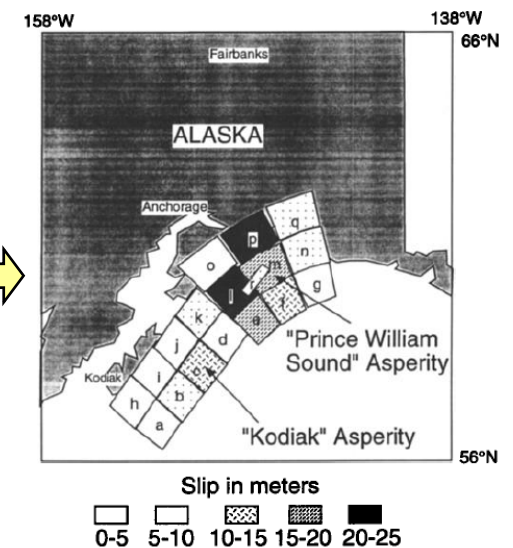 158°W
138°W
66°N
Fairbanks
ALASKA
Anchorage
p
q
o
n
l
g
f
k
d
j
"Prince William
Sound" Asperity
Kodiak
i
b
h
a
"Kodiak" Asperity
56°N
Slip in meters
0-5 5-10 10-15 15-20 20-25